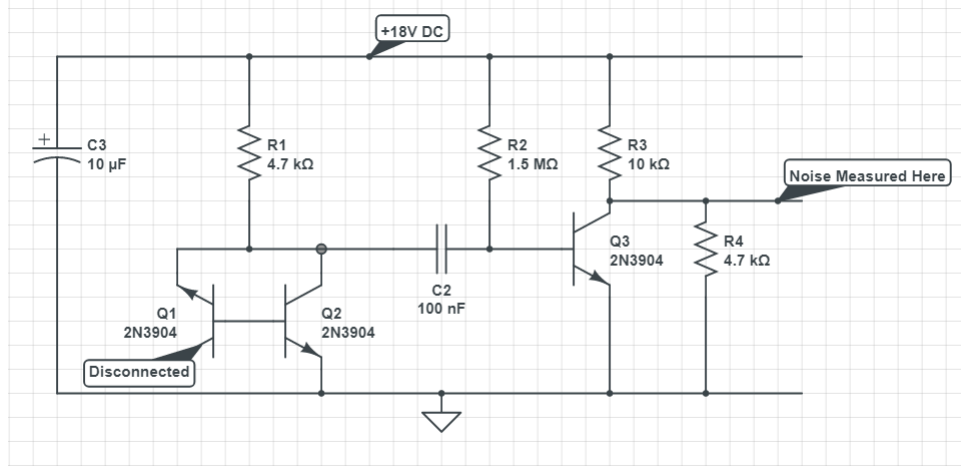 +18V DC
+
C3
10 µF
R1
4.7 kΩ
R2
1.5 MΩ
R3
10 kΩ
Noise Measured Here
Q3
2N3904
R4
4.7 kΩ
C2
100 nF
Q1
2N3904
Q2
2N3904
Disconnected